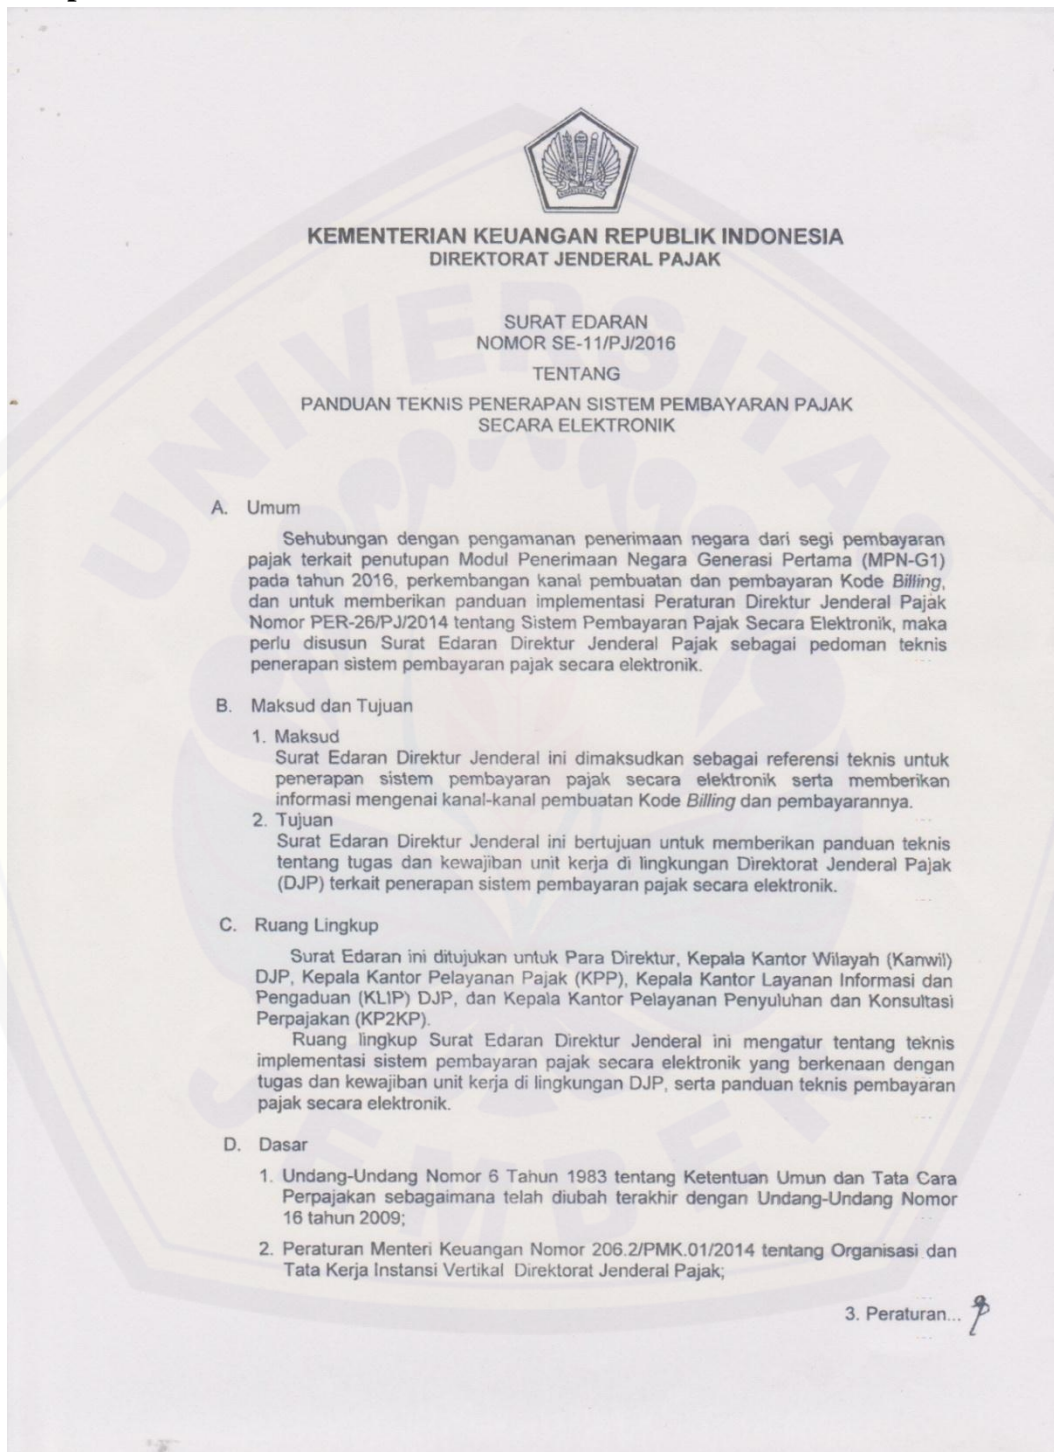 KEMENTERIAN KEUANGAN REPUBLIK INDONESIA
DIREKTORAT JENDERAL PAJAK
SURAT EDARAN
NOMOR SE-11/PJ/2016
TENTANG
PANDUAN TEKNIS PENERAPAN SISTEM PEMBAYARAN PAJAK
SECARA ELEKTRONIK
A. Umum
Sehubungan dengan pengamanan penerimaan negara dari segi pembayaran
pajak terkait penutupan Modul Penerimaan Negara Generasi Pertama (MPN-G1)
pada tahun 2016, perkembangan kanal pembuatan dan pembayaran Kode Billing,
dan untuk memberikan panduan implementasi Peraturan Direktur Jenderal Pajak
Nomor PER-26/PJ/2014 tentang Sistem Pembayaran Pajak Secara Elektronik, maka
perlu disusun Surat Edaran Direktur Jenderal Pajak sebagai pedoman teknis
penerapan sistem pembayaran pajak secara elektronik.
B. Maksud dan Tujuan
1. Maksud
Surat Edaran Direktur Jenderal ini dimaksudkan sebagai referensi teknis untuk
penerapan sistem pembayaran pajak secara elektronik serta memberikan
informasi mengenai kanal-kanal pembuatan Kode Billing dan pembayarannya.
2. Tujuan
Surat Edaran Direktur Jenderal ini bertujuan untuk memberikan panduan teknis
tentang tugas dan kewajiban unit kerja di lingkungan Direktorat Jenderal Pajak
(DJP) terkait penerapan sistem pembayaran pajak secara elektronik.
C. Ruang Lingkup
Surat Edaran ini ditujukan untuk Para Direktur, Kepala Kantor Wilayah (Kanwil)
DJP, Kepala Kantor Pelayanan Pajak (KPP), Kepala Kantor Layanan Informasi dan
Pengaduan (KLIP) DJP, dan Kepala Kantor Pelayanan Penyuluhan dan Konsultasi
Perpajakan (KP2KP).
Ruang lingkup Surat Edaran Direktur Jenderal ini mengatur tentang teknis
implementasi sistem pembayaran pajak secara elektronik yang berkenaan dengan
tugas dan kewajiban unit kerja di lingkungan DJP, serta panduan teknis pembayaran
pajak secara elektronik.
D. Dasar
1. Undang-Undang Nomor 6 Tahun 1983 tentang Ketentuan Umun dan Tata Cara
Perpajakan sebagaimana telah diubah terakhir dengan Undang-Undang Nomor
16 tahun 2009;
2. Peraturan Menteri Keuangan Nomor 206.2/PMK.01/2014 tentang Organisasi dan
Tata Kerja Instansi Vertikal Direktorat Jenderal Pajak;
3. Peraturan...
UNIVERSITAS
JEMBER